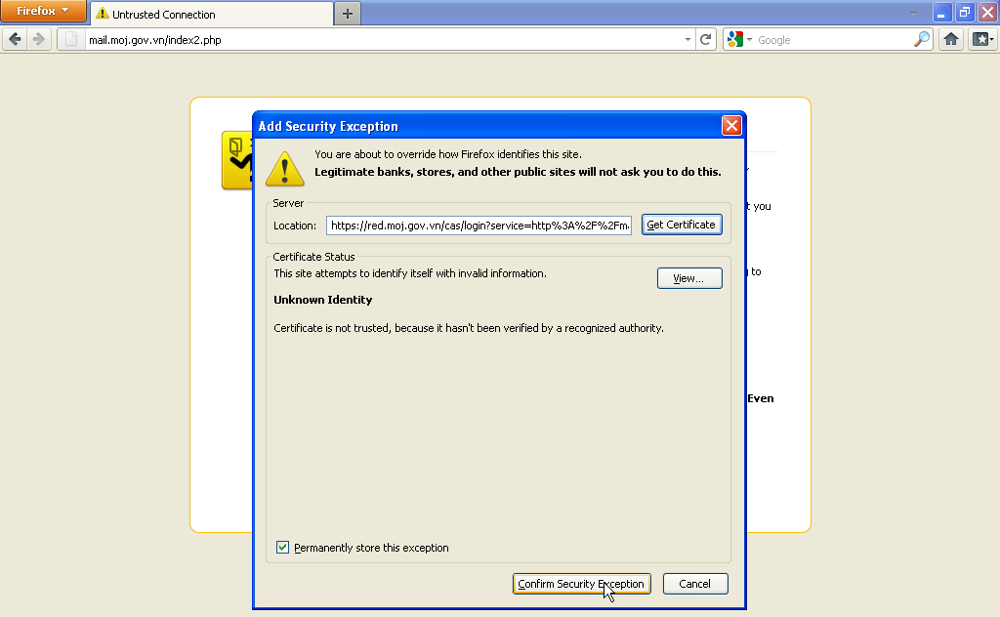 Firefox
Untrusted Connection
mail.moj.gov.vn/index2.php
Google
Add Security Exception
You are about to override how Firefox identifies this site.
Legitimate banks, stores, and other public sites will not ask you to do this.
Server
Location: https://red.moj.gov.vn/cas/login?service=http%3A%2F%2Fm
Get Certificate
t you
Certificate Status
This site attempts to identify itself with invalid information.
View...
to
Unknown Identity
Certificate is not trusted, because it hasn't been verified by a recognized authority.
Even
Permanently store this exception
Confirm Security Exception
Cancel